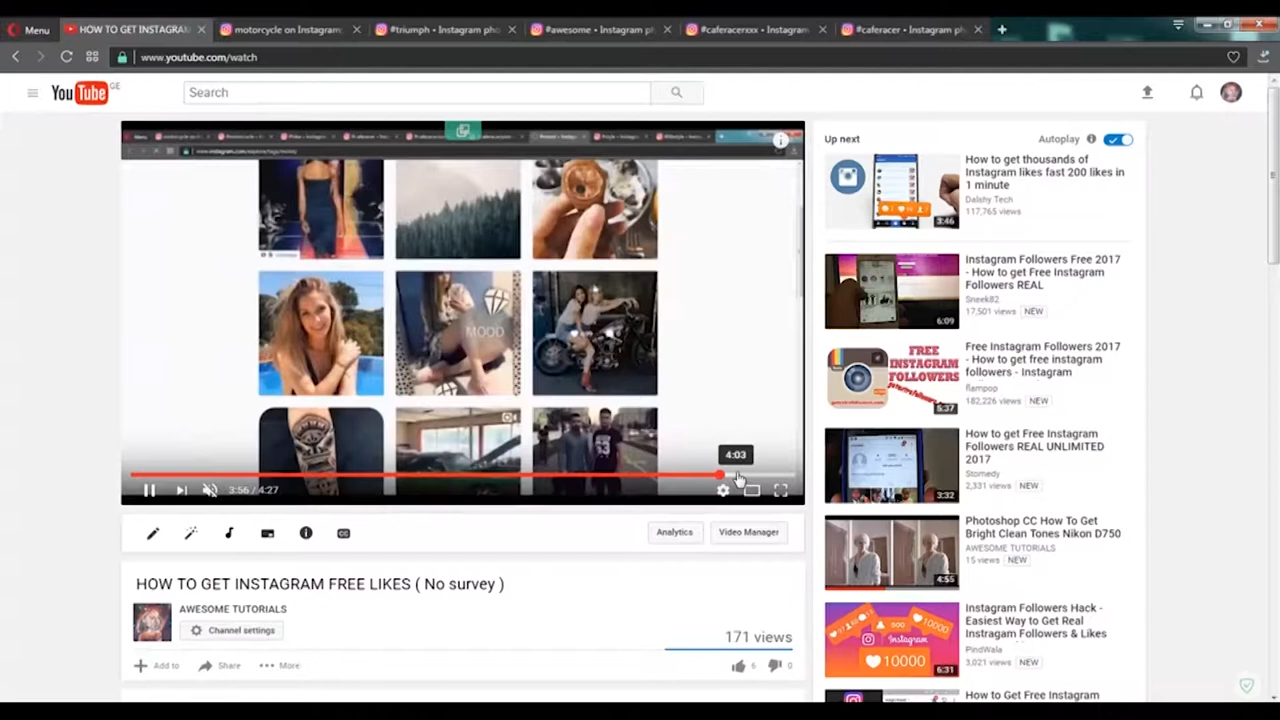 Menu
HOW TO GET INSTAGRAM
motorcycle on Instagram
#triumph - Instagram pho
#awesome - Instagram ph
#caferacerxxx - Instagram
#caferacer - Instagram ph
www.youtube.com/watch
YouTube GE
Search
MOOD
4:03
3:56 / 4:27
Analytics
Video Manager
HOW TO GET INSTAGRAM FREE LIKES ( No survey )
AWESOME TUTORIALS
Channel settings
171 views
Add to
Share
More
6
0
Up next
Autoplay
How to get thousands of
Instagram likes fast 200 likes in
1 minute
Dalshy Tech
117,765 views
3:46
Instagram Followers Free 2017
- How to get Free Instagram
Followers REAL
Sneek82
17,501 views NEW
6:09
Free Instagram Followers 2017
- How to get free instagram
followers - Instagram
flampop
182,226 views NEW
FREE
INSTAGRAM
FOLLOWERS
5:37
How to get Free Instagram
Followers REAL UNLIMITED
2017
Stomedy
2,331 views NEW
3:32
Photoshop CC How To Get
Bright Clean Tones Nikon D750
AWESOME TUTORIALS
15 views NEW
4:55
Instagram Followers Hack -
Easiest Way to Get Real
Instragam Followers & Likes
PindWala
3,021 views NEW
Instagram
10000
6:31
How to Get Free Instagram